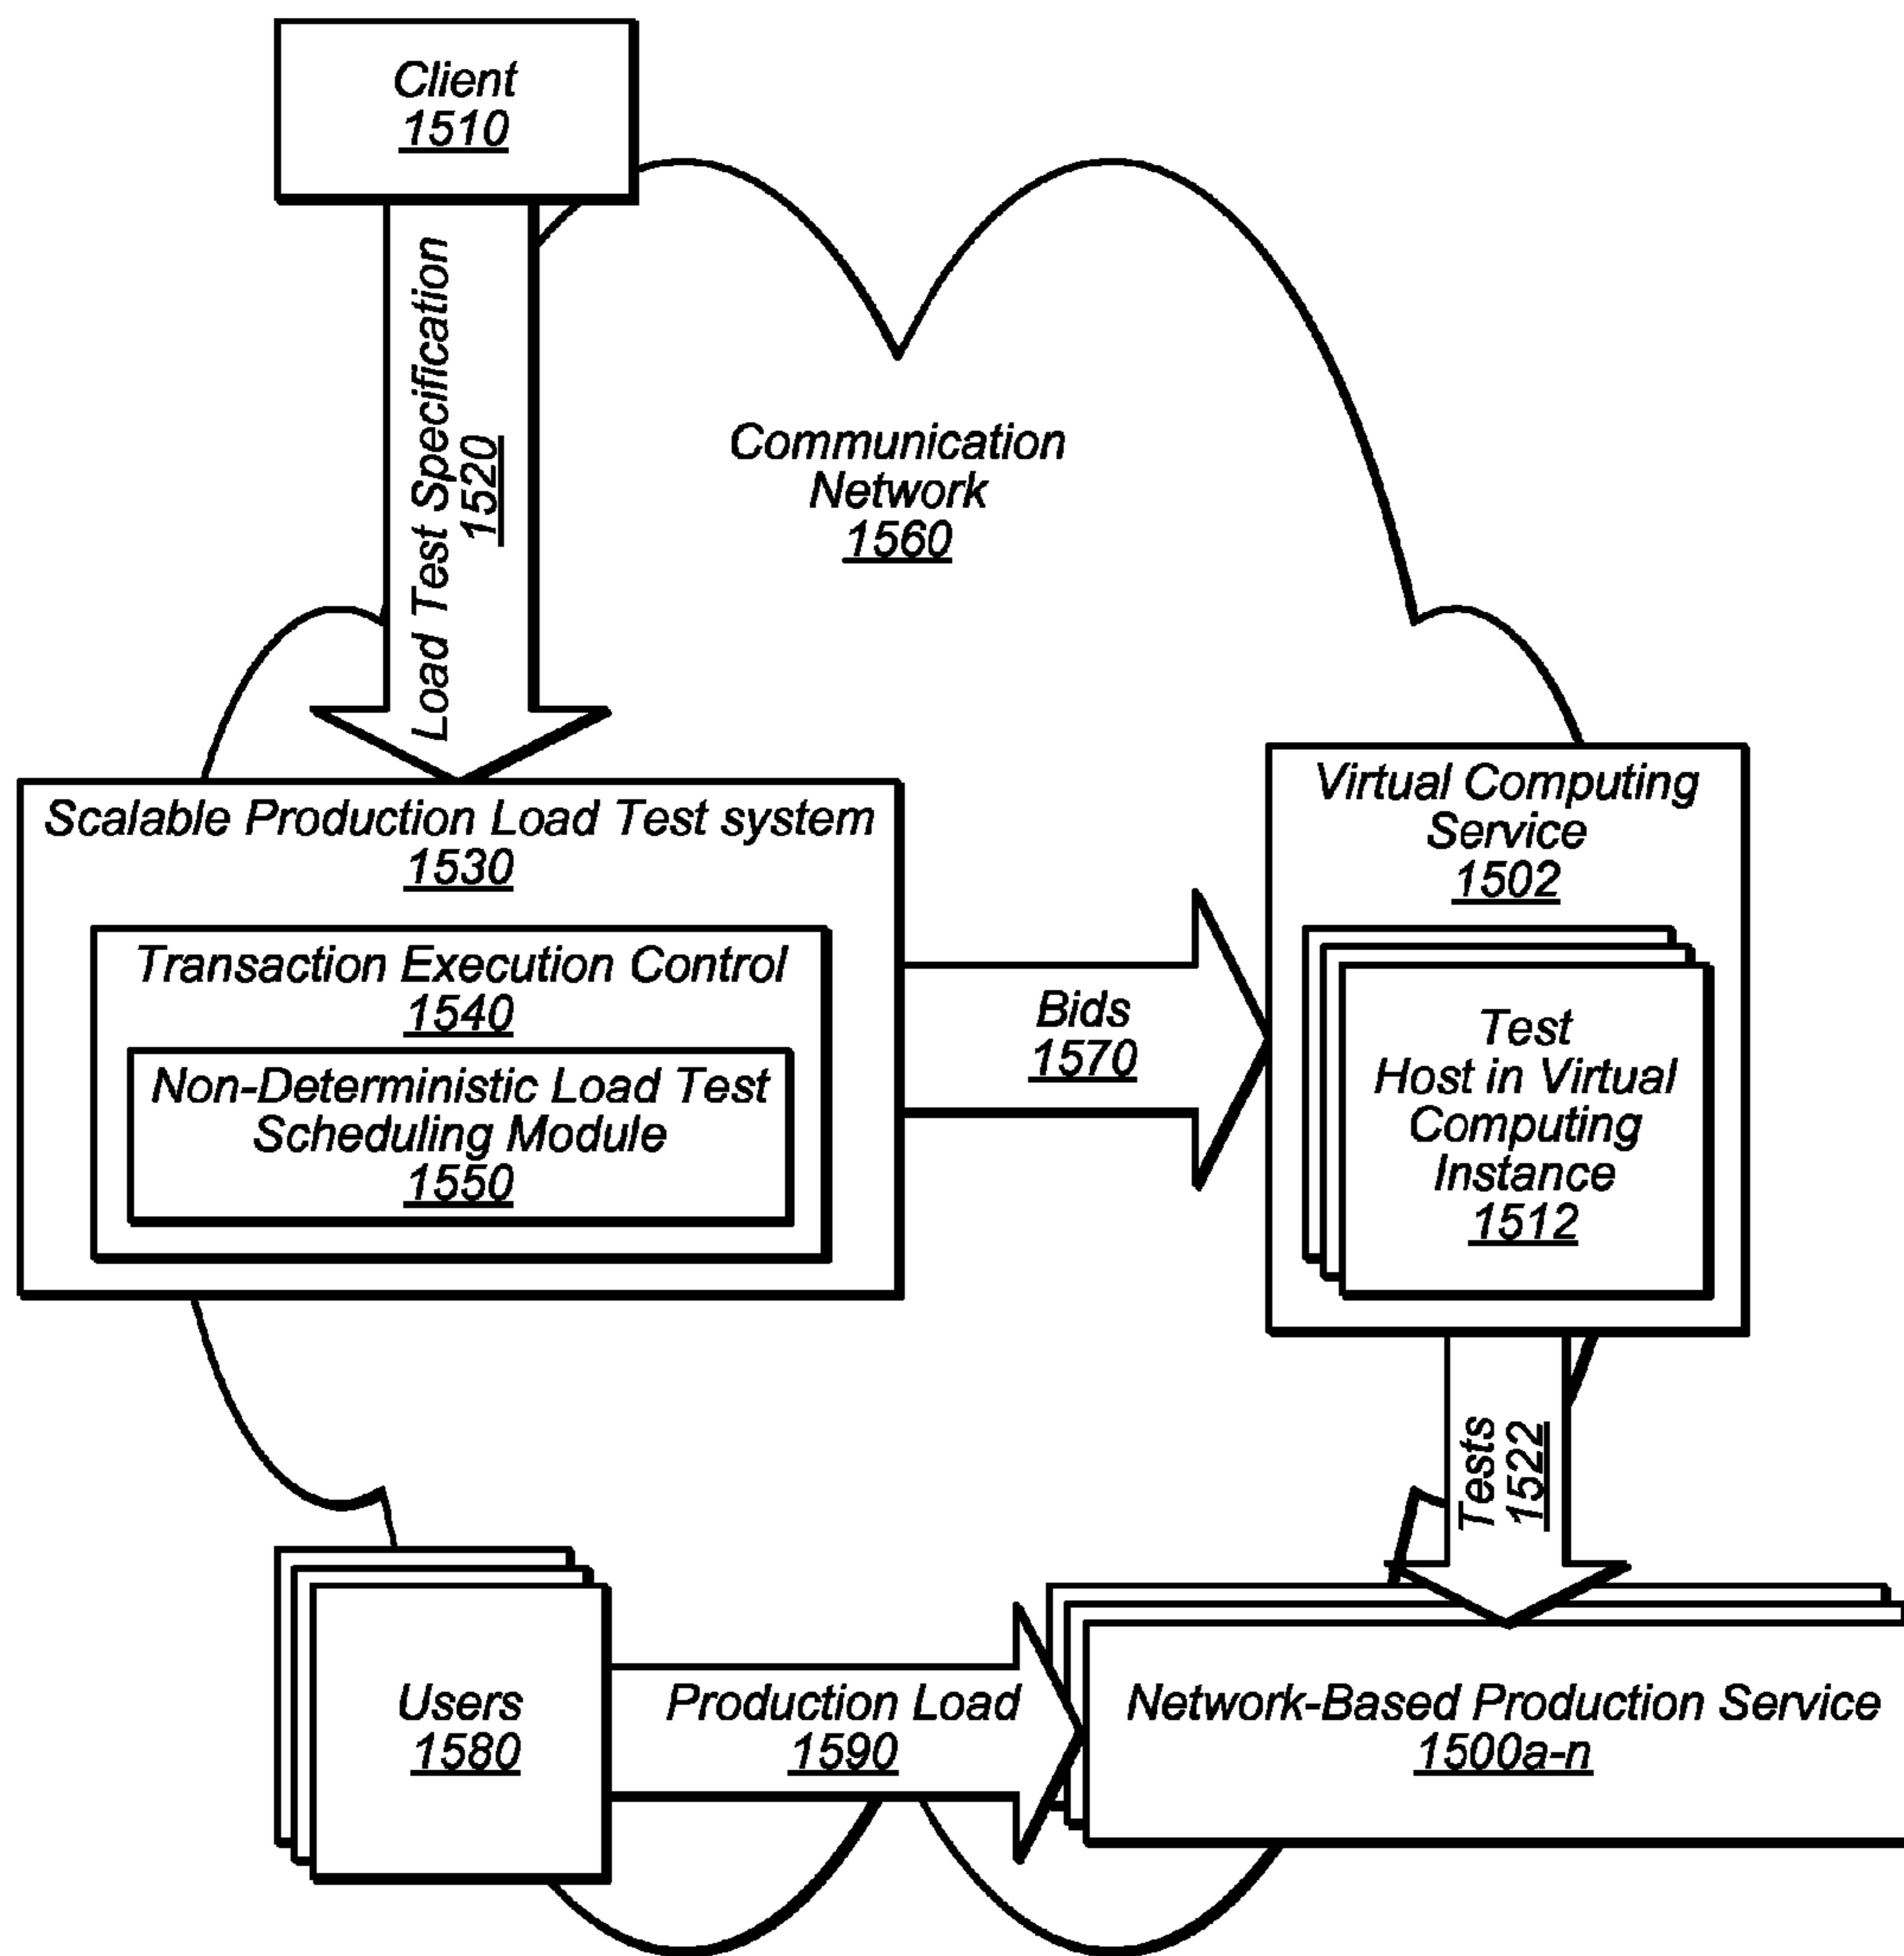 Client
1510
Load Test Specification
1520
Communication
Network
1560
Scalable Production Load Test system
1530
Transaction Execution Control
1540
Non-Deterministic Load Test
Scheduling Module
1550
Bids
1570
Virtual Computing
Service
1502
Test
Host in Virtual
Computing
Instance
1512
Tests
1522
Users
1580
Production Load
1590
Network-Based Production Service
1500a-n